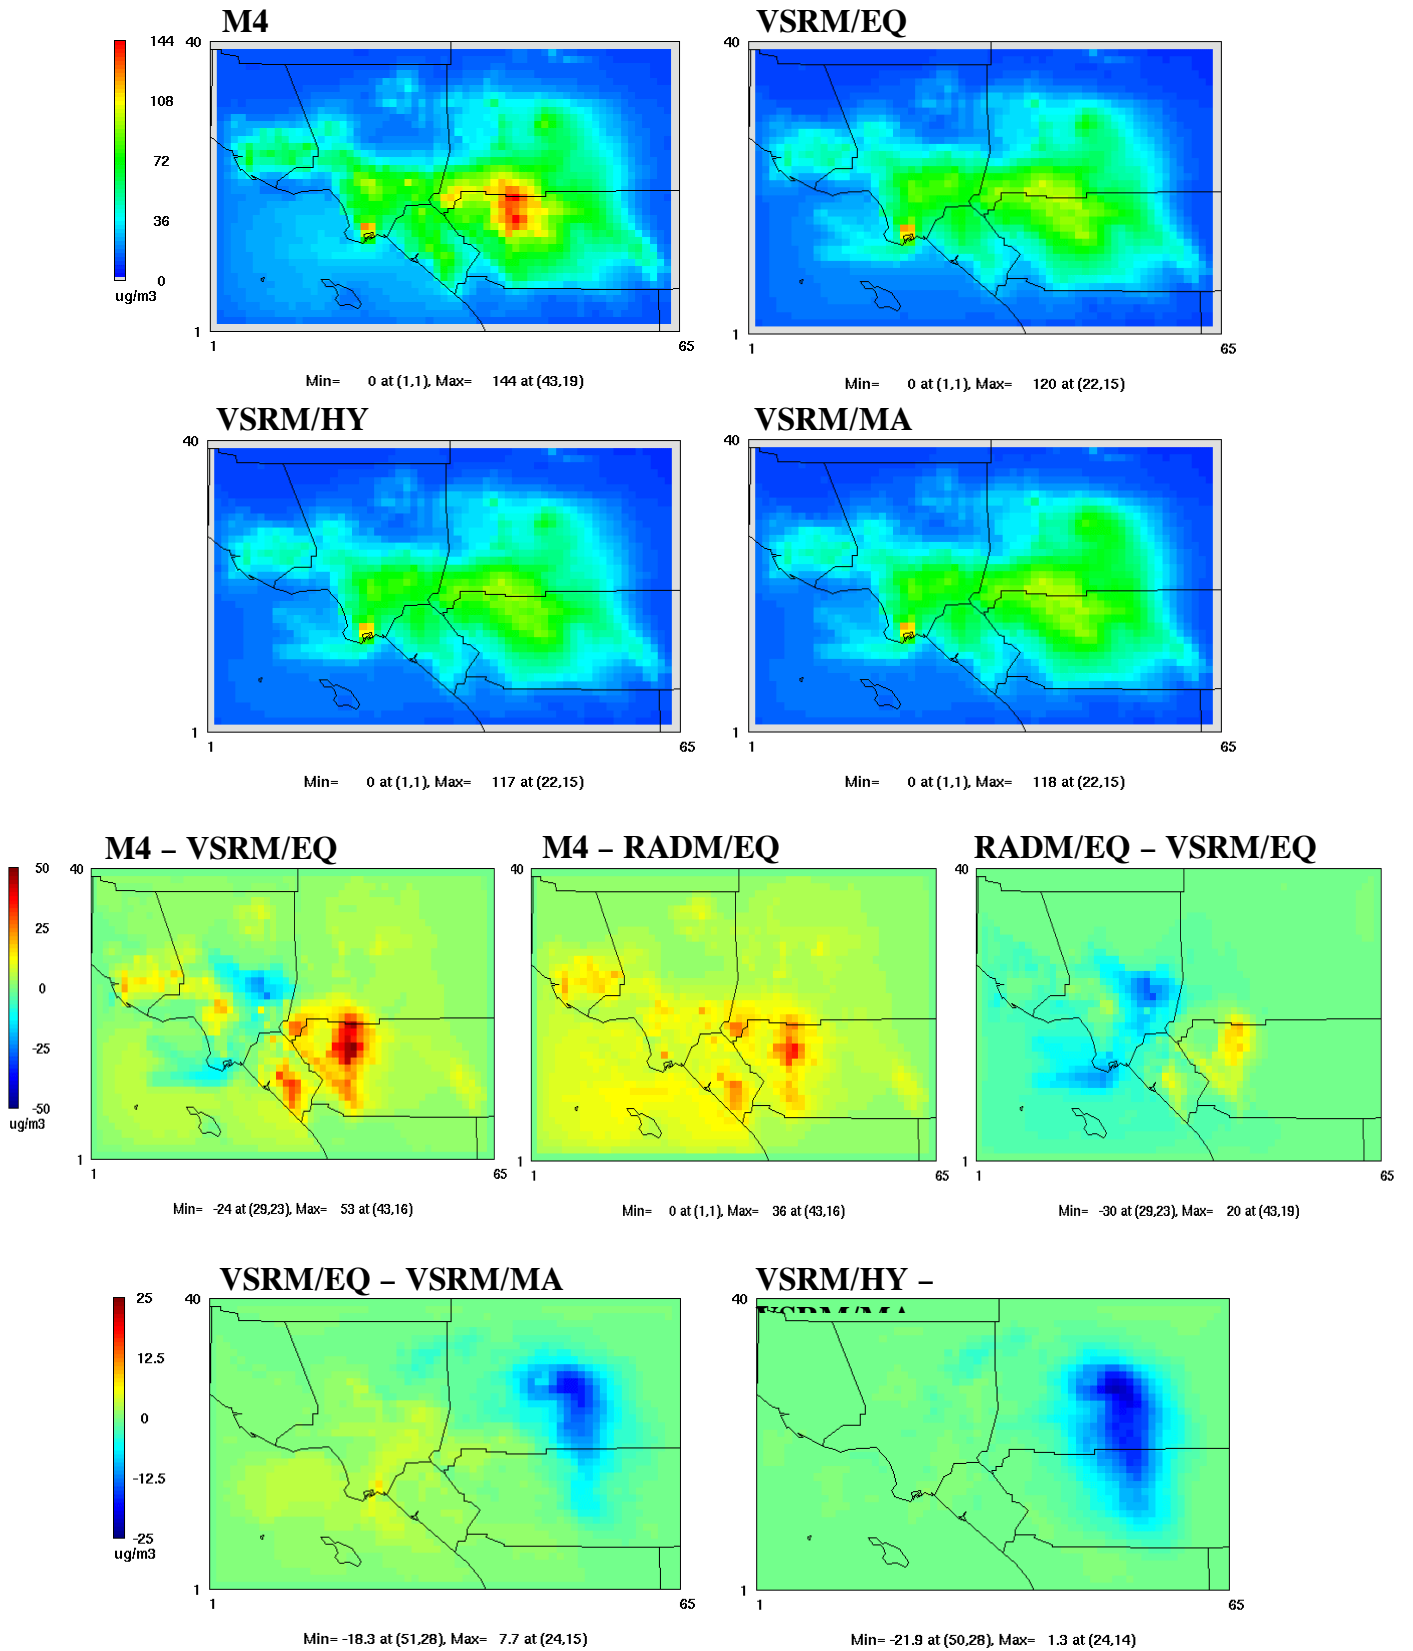 M4
VSRM/EQ
144
108
72
36
0
ug/m3
40
1
1
65
Min= 0 at (1,1), Max= 144 at (43,19)
40
1
1
65
Min= 0 at (1,1), Max= 120 at (22,15)
VSRM/HY
VSRM/MA
40
1
1
65
Min= 0 at (1,1), Max= 117 at (22,15)
40
1
1
65
Min= 0 at (1,1), Max= 118 at (22,15)
M4 – VSRM/EQ
M4 – RADM/EQ
RADM/EQ – VSRM/EQ
50
25
0
-25
-50
ug/m3
40
1
1
65
Min= -24 at (29,23), Max= 53 at (43,16)
40
1
1
65
Min= 0 at (1,1), Max= 36 at (43,16)
40
1
1
65
Min= -30 at (29,23), Max= 20 at (43,19)
VSRM/EQ – VSRM/MA
VSRM/HY –
VSRM/MA
25
12.5
0
-12.5
-25
ug/m3
40
1
1
65
Min= -18.3 at (51,28), Max= 7.7 at (24,15)
40
1
1
65
Min= -21.9 at (50,28), Max= 1.3 at (24,14)